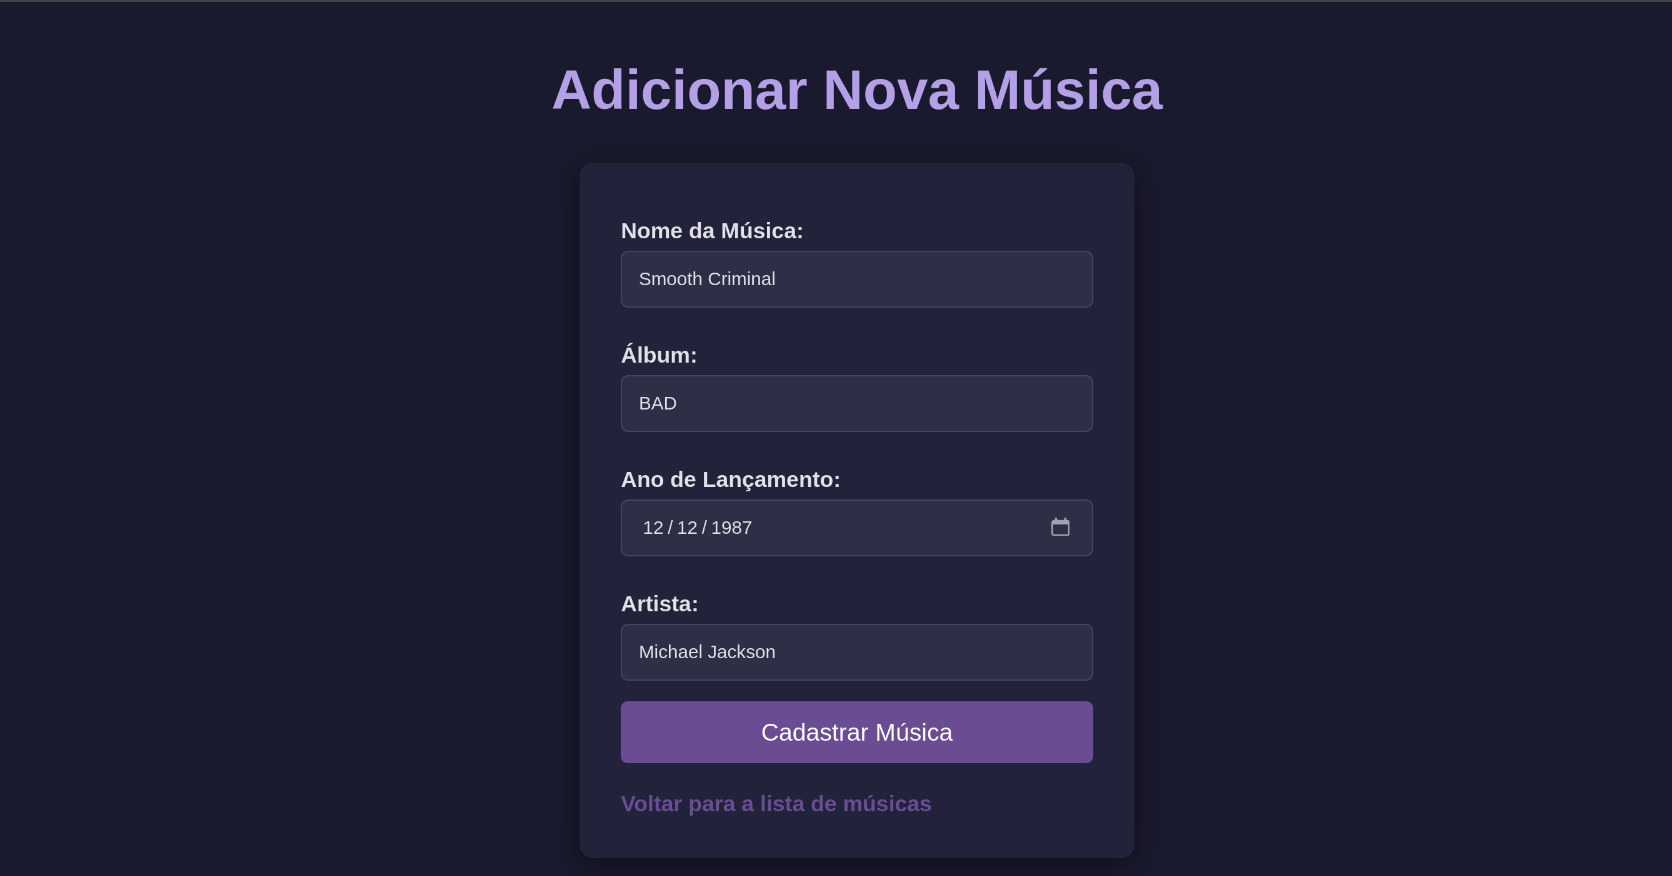 Adicionar Nova Música
Nome da Música:
Smooth Criminal
Álbum:
BAD
Ano de Lançamento:
12 / 12 / 1987
Artista:
Michael Jackson
Cadastrar Música
Voltar para a lista de músicas